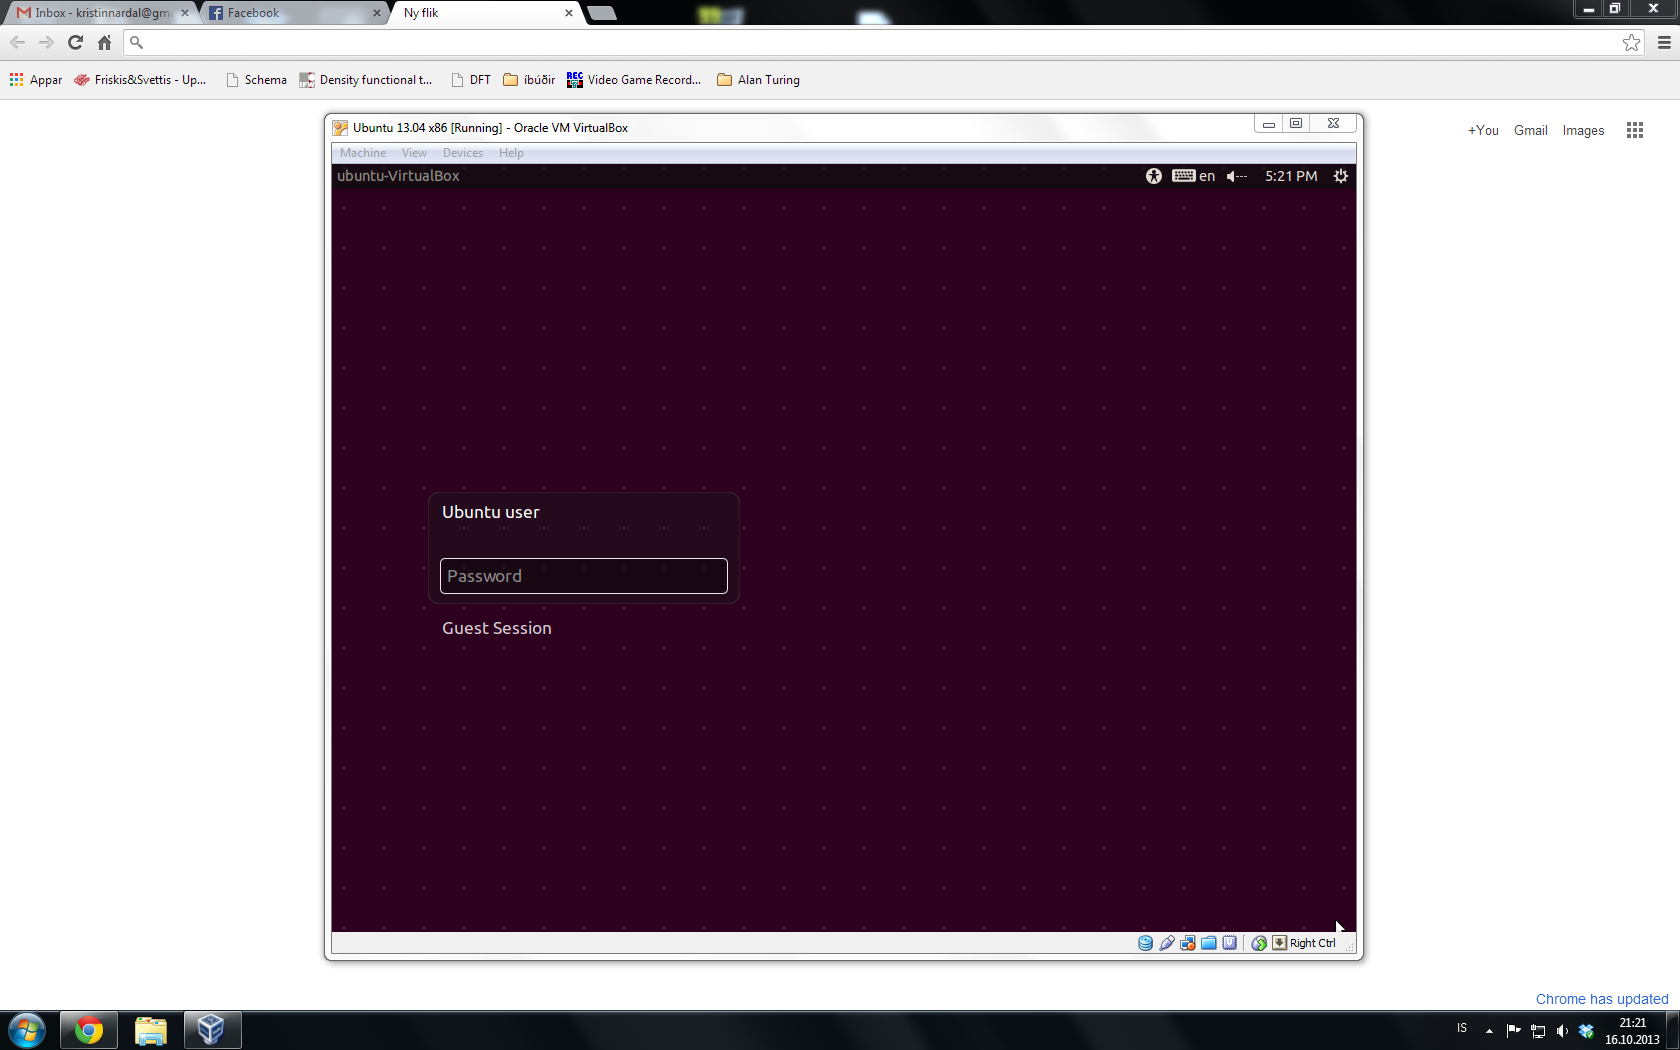 Inbox - kristinnardal@gma
Facebook
Ny flik
Appar
Friskis&Svettis - Up...
Schema
Density functional t...
DFT
íbúðir
REC
Video Game Record...
Alan Turing
Ubuntu 13.04 x86 [Running] - Oracle VM VirtualBox
+You Gmail Images
Machine View Devices Help
ubuntu-VirtualBox
en
5:21 PM
Ubuntu user
Password
Guest Session
Right Ctrl
Chrome has updated
IS
21:21
16.10.2013